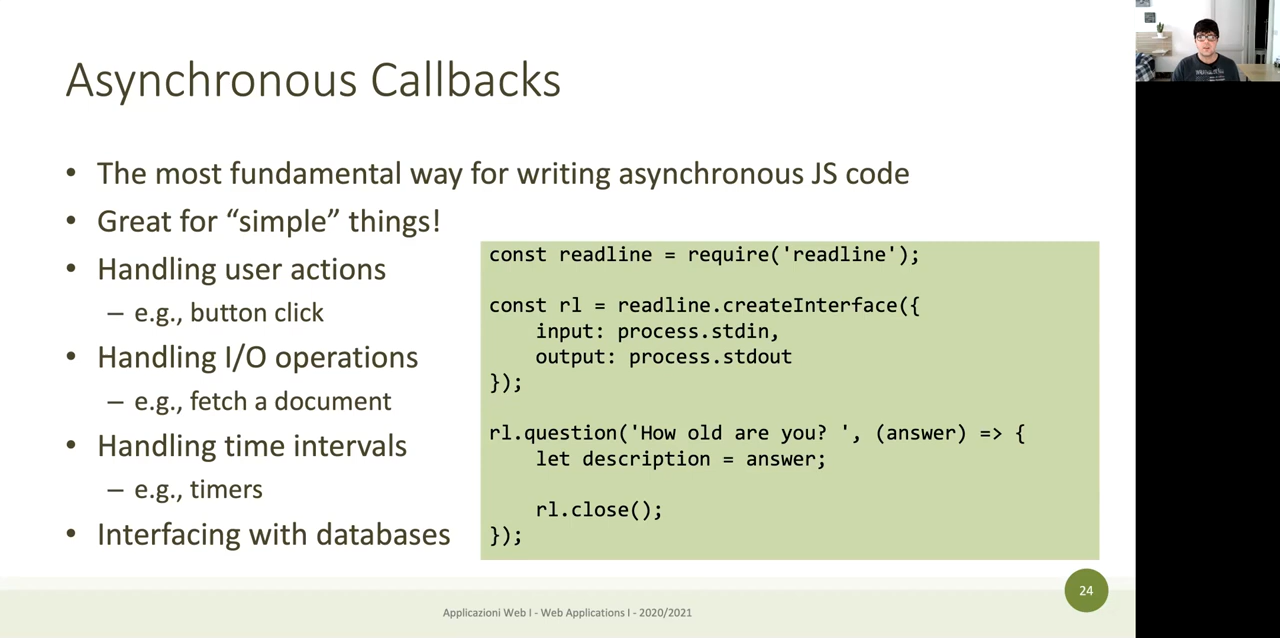 Asynchronous Callbacks
• The most fundamental way for writing asynchronous JS code
• Great for “simple” things!
• Handling user actions
– e.g., button click
• Handling I/O operations
– e.g., fetch a document
• Handling time intervals
– e.g., timers
• Interfacing with databases
const readline = require('readline');
const rl = readline.createInterface({
    input: process.stdin,
    output: process.stdout
});
rl.question('How old are you? ', (answer) => {
    let description = answer;
    rl.close();
});
24
Applicazioni Web I - Web Applications I - 2020/2021